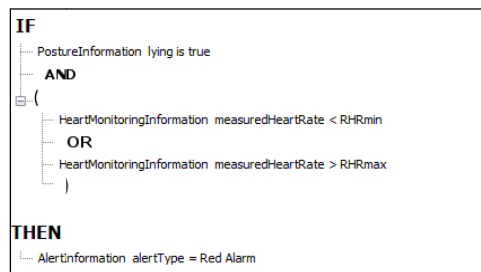 IF
PostureInformation lying is true
AND
(
HeartMonitoringInformation measuredHeartRate < RHRmin
OR
HeartMonitoringInformation measuredHeartRate > RHRmax
)
THEN
AlertInformation alertType = Red Alarm